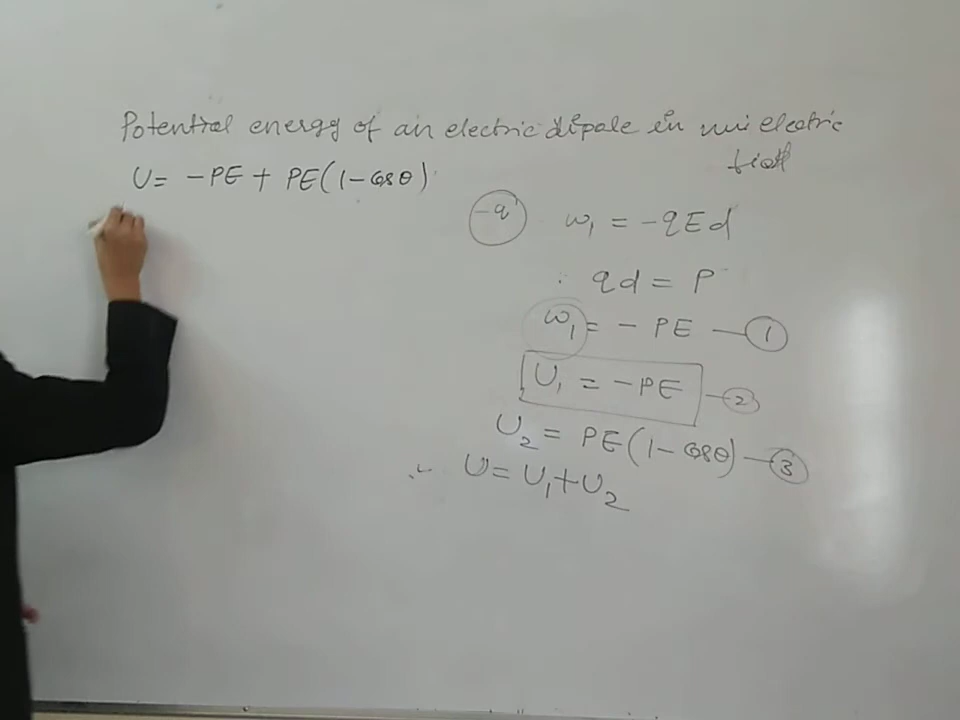 Potential energy of an electric dipole in uni electric
field
U = -PE + PE(1-cosθ)
-q
w₁ = -qEd
∵ qd = P
w₁ = - PE — 1
U₁ = -PE — 2
U₂ = PE(1-cosθ) — 3
∴ U = U₁+U₂